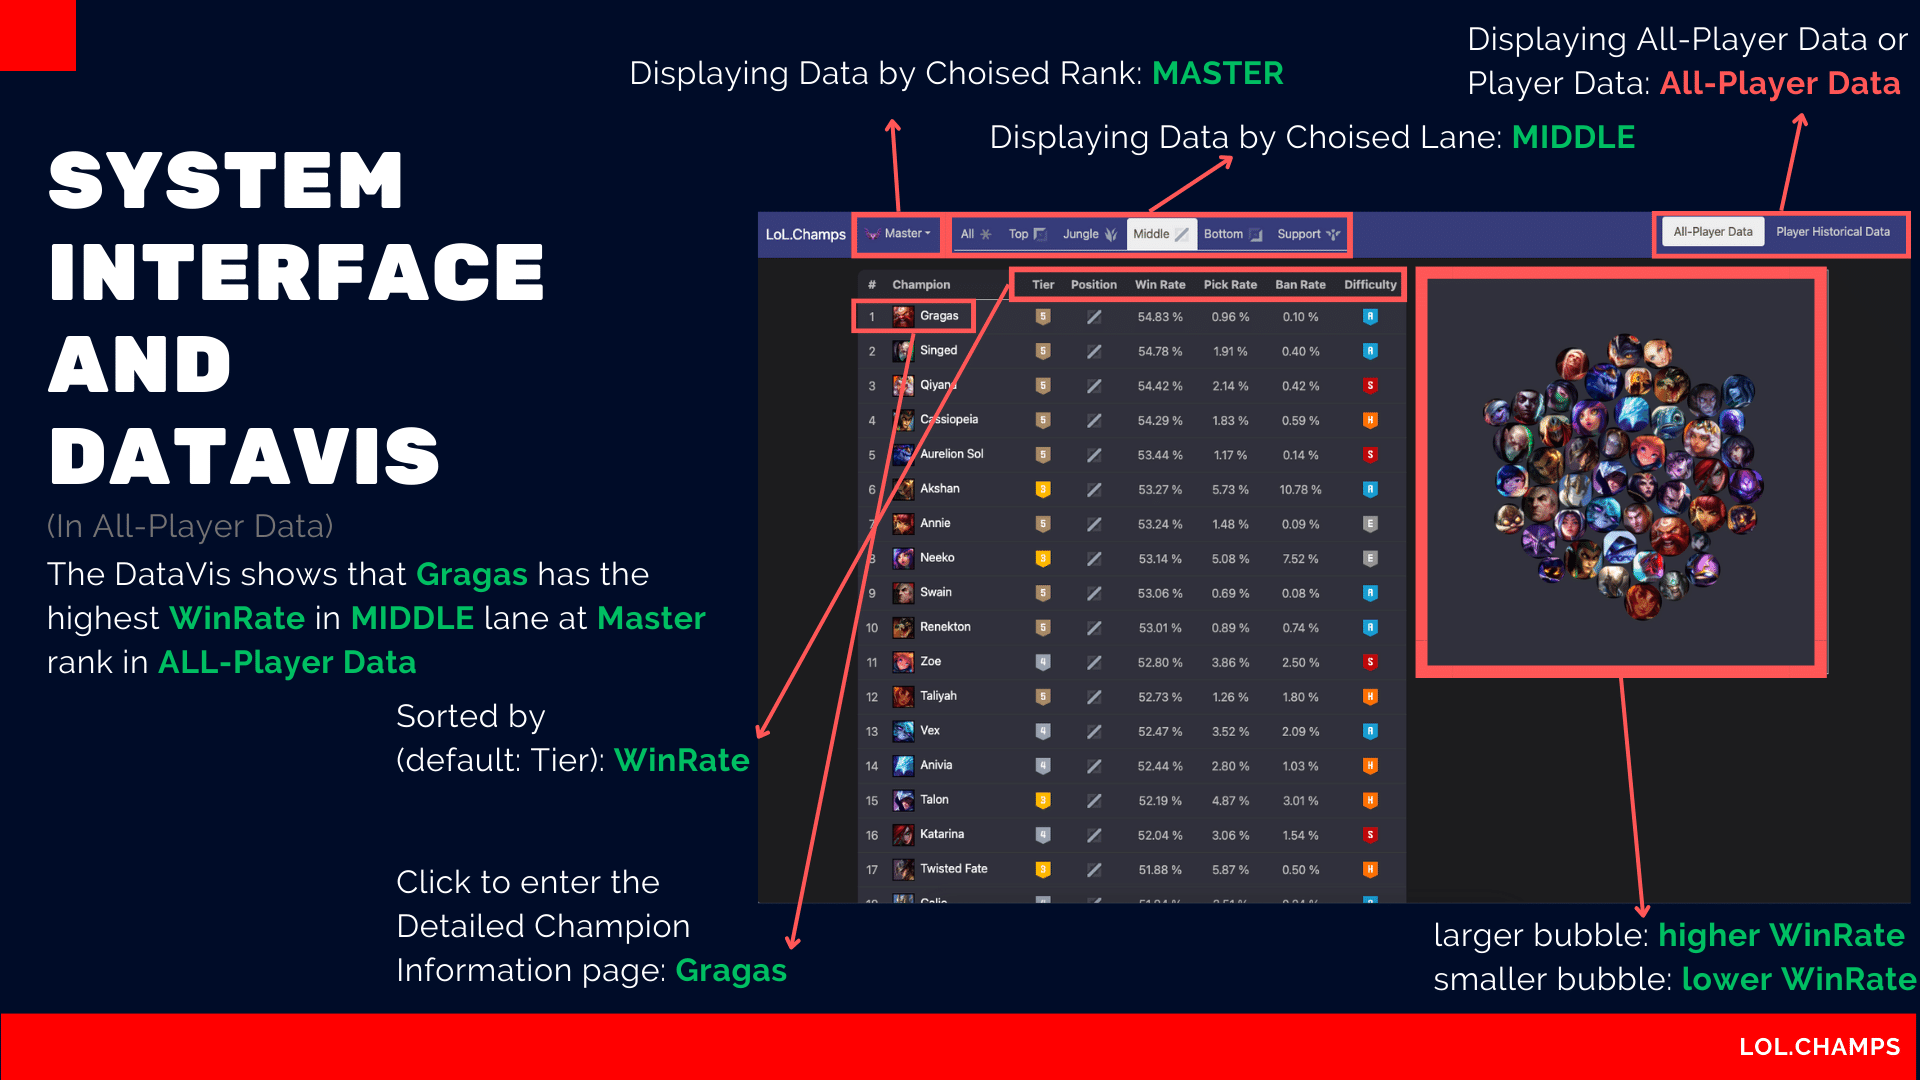 Displaying All-Player Data or
Player Data: All-Player Data
Displaying Data by Choised Rank: MASTER
Displaying Data by Choised Lane: MIDDLE
SYSTEM
INTERFACE
AND
DATAVIS
(In All-Player Data)
The DataVis shows that Gragas has the
highest WinRate in MIDDLE lane at Master
rank in ALL-Player Data
Sorted by
(default: Tier): WinRate
Click to enter the
Detailed Champion
Information page: Gragas
LoL.Champs Master All Top Jungle Middle Bottom Support All-Player Data Player Historical Data
# Champion Tier Position Win Rate Pick Rate Ban Rate Difficulty
1 Gragas 5 54.83 % 0.96 % 0.10 % A
2 Singed 5 54.78 % 1.91 % 0.40 % A
3 Qiyana 5 54.42 % 2.14 % 0.42 % S
4 Cassiopeia 5 54.29 % 1.83 % 0.59 % H
5 Aurelion Sol 5 53.44 % 1.17 % 0.14 % S
6 Akshan 3 53.27 % 5.73 % 10.78 % A
7 Annie 5 53.24 % 1.48 % 0.09 % E
8 Neeko 3 53.14 % 5.08 % 7.52 % E
9 Swain 5 53.06 % 0.69 % 0.08 % A
10 Renekton 5 53.01 % 0.89 % 0.74 % A
11 Zoe 4 52.80 % 3.86 % 2.50 % S
12 Taliyah 5 52.73 % 1.26 % 1.80 % H
13 Vex 4 52.47 % 3.52 % 2.09 % A
14 Anivia 4 52.44 % 2.80 % 1.03 % H
15 Talon 3 52.19 % 4.87 % 3.01 % H
16 Katarina 4 52.04 % 3.06 % 1.54 % S
17 Twisted Fate 3 51.88 % 5.87 % 0.50 % H
larger bubble: higher WinRate
smaller bubble: lower WinRate
LOL.CHAMPS